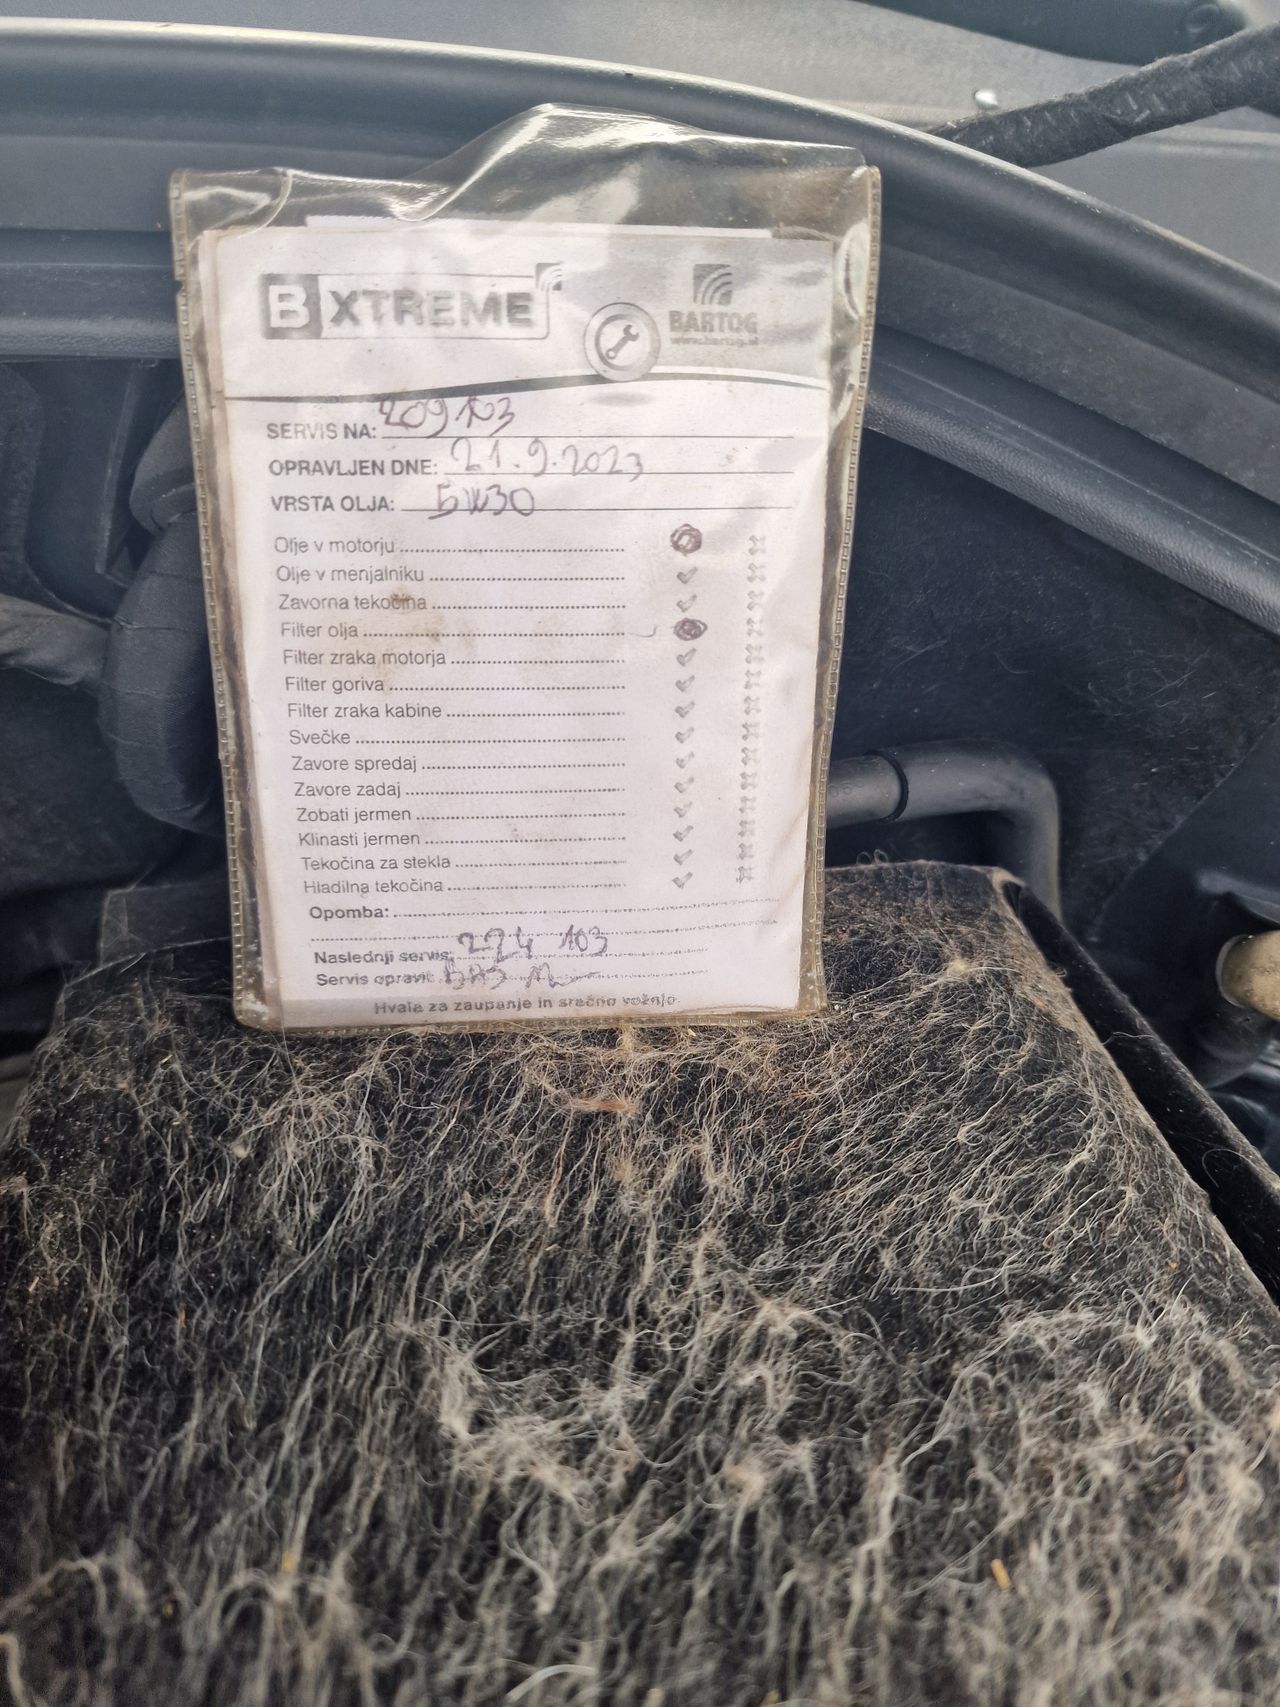 B XTREME
BARTOG
www.bartog.si
SERVIS NA: 209 103
OPRAVLJEN DNE: 21.9.2023
VRSTA OLJA: 5W30
Olje v motorju
Olje v menjalniku
Zavorna tekočina
Filter olja
Filter zraka motorja
Filter goriva
Filter zraka kabine
Svečke
Zavore spredaj
Zavore zadaj
Zobati jermen
Klinasti jermen
Tekočina za stekla
Hladilna tekočina
Opomba:
Naslednji servis: 224 103
Servis opravil:
Hvala za zaupanje in srečno vožnjo.